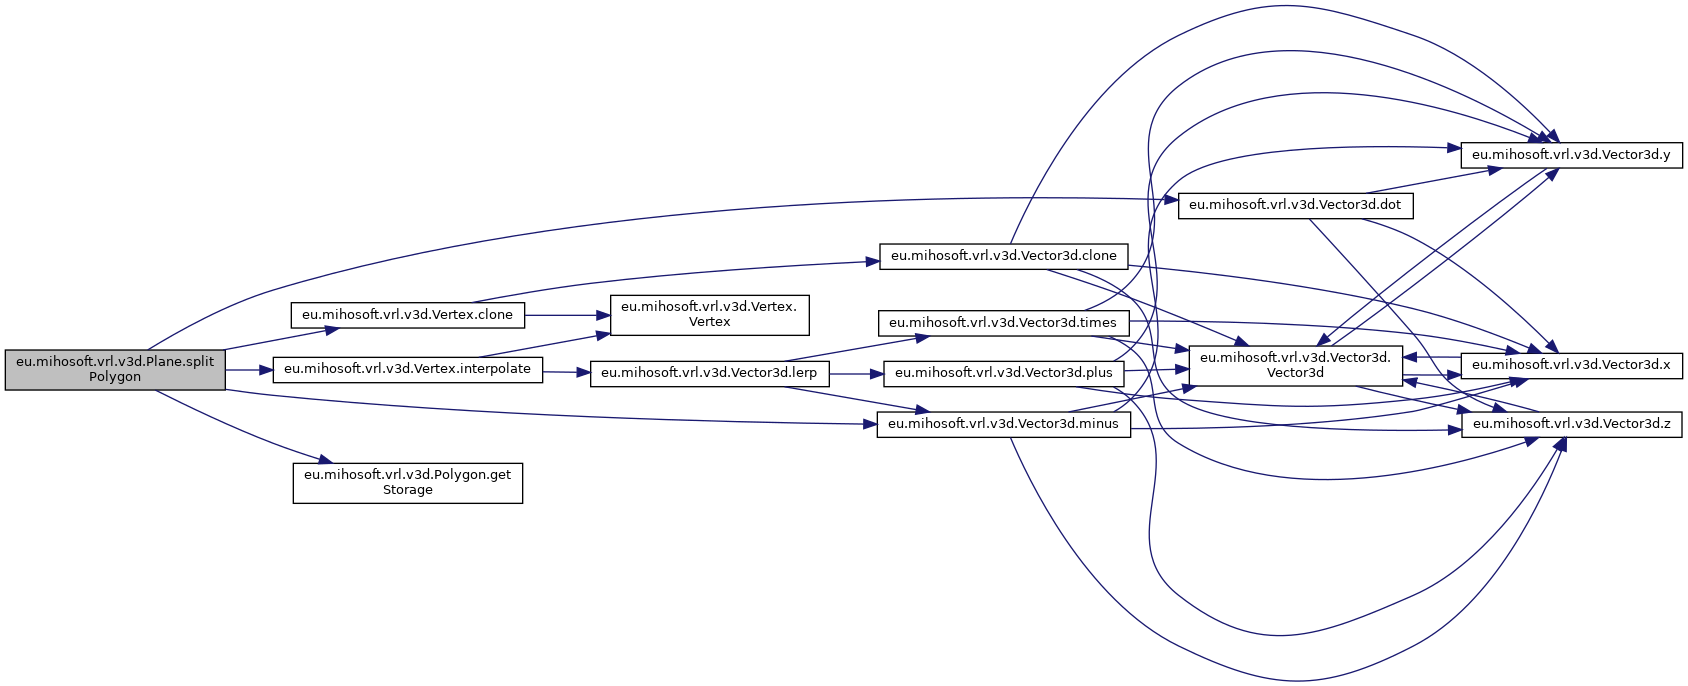 eu.mihosoft.vrl.v3d.Plane.split
Polygon
eu.mihosoft.vrl.v3d.Vertex.clone
eu.mihosoft.vrl.v3d.Vertex.interpolate
eu.mihosoft.vrl.v3d.Polygon.get
Storage
eu.mihosoft.vrl.v3d.Vertex.
Vertex
eu.mihosoft.vrl.v3d.Vector3d.lerp
eu.mihosoft.vrl.v3d.Vector3d.clone
eu.mihosoft.vrl.v3d.Vector3d.times
eu.mihosoft.vrl.v3d.Vector3d.plus
eu.mihosoft.vrl.v3d.Vector3d.minus
eu.mihosoft.vrl.v3d.Vector3d.dot
eu.mihosoft.vrl.v3d.Vector3d.
Vector3d
eu.mihosoft.vrl.v3d.Vector3d.y
eu.mihosoft.vrl.v3d.Vector3d.x
eu.mihosoft.vrl.v3d.Vector3d.z